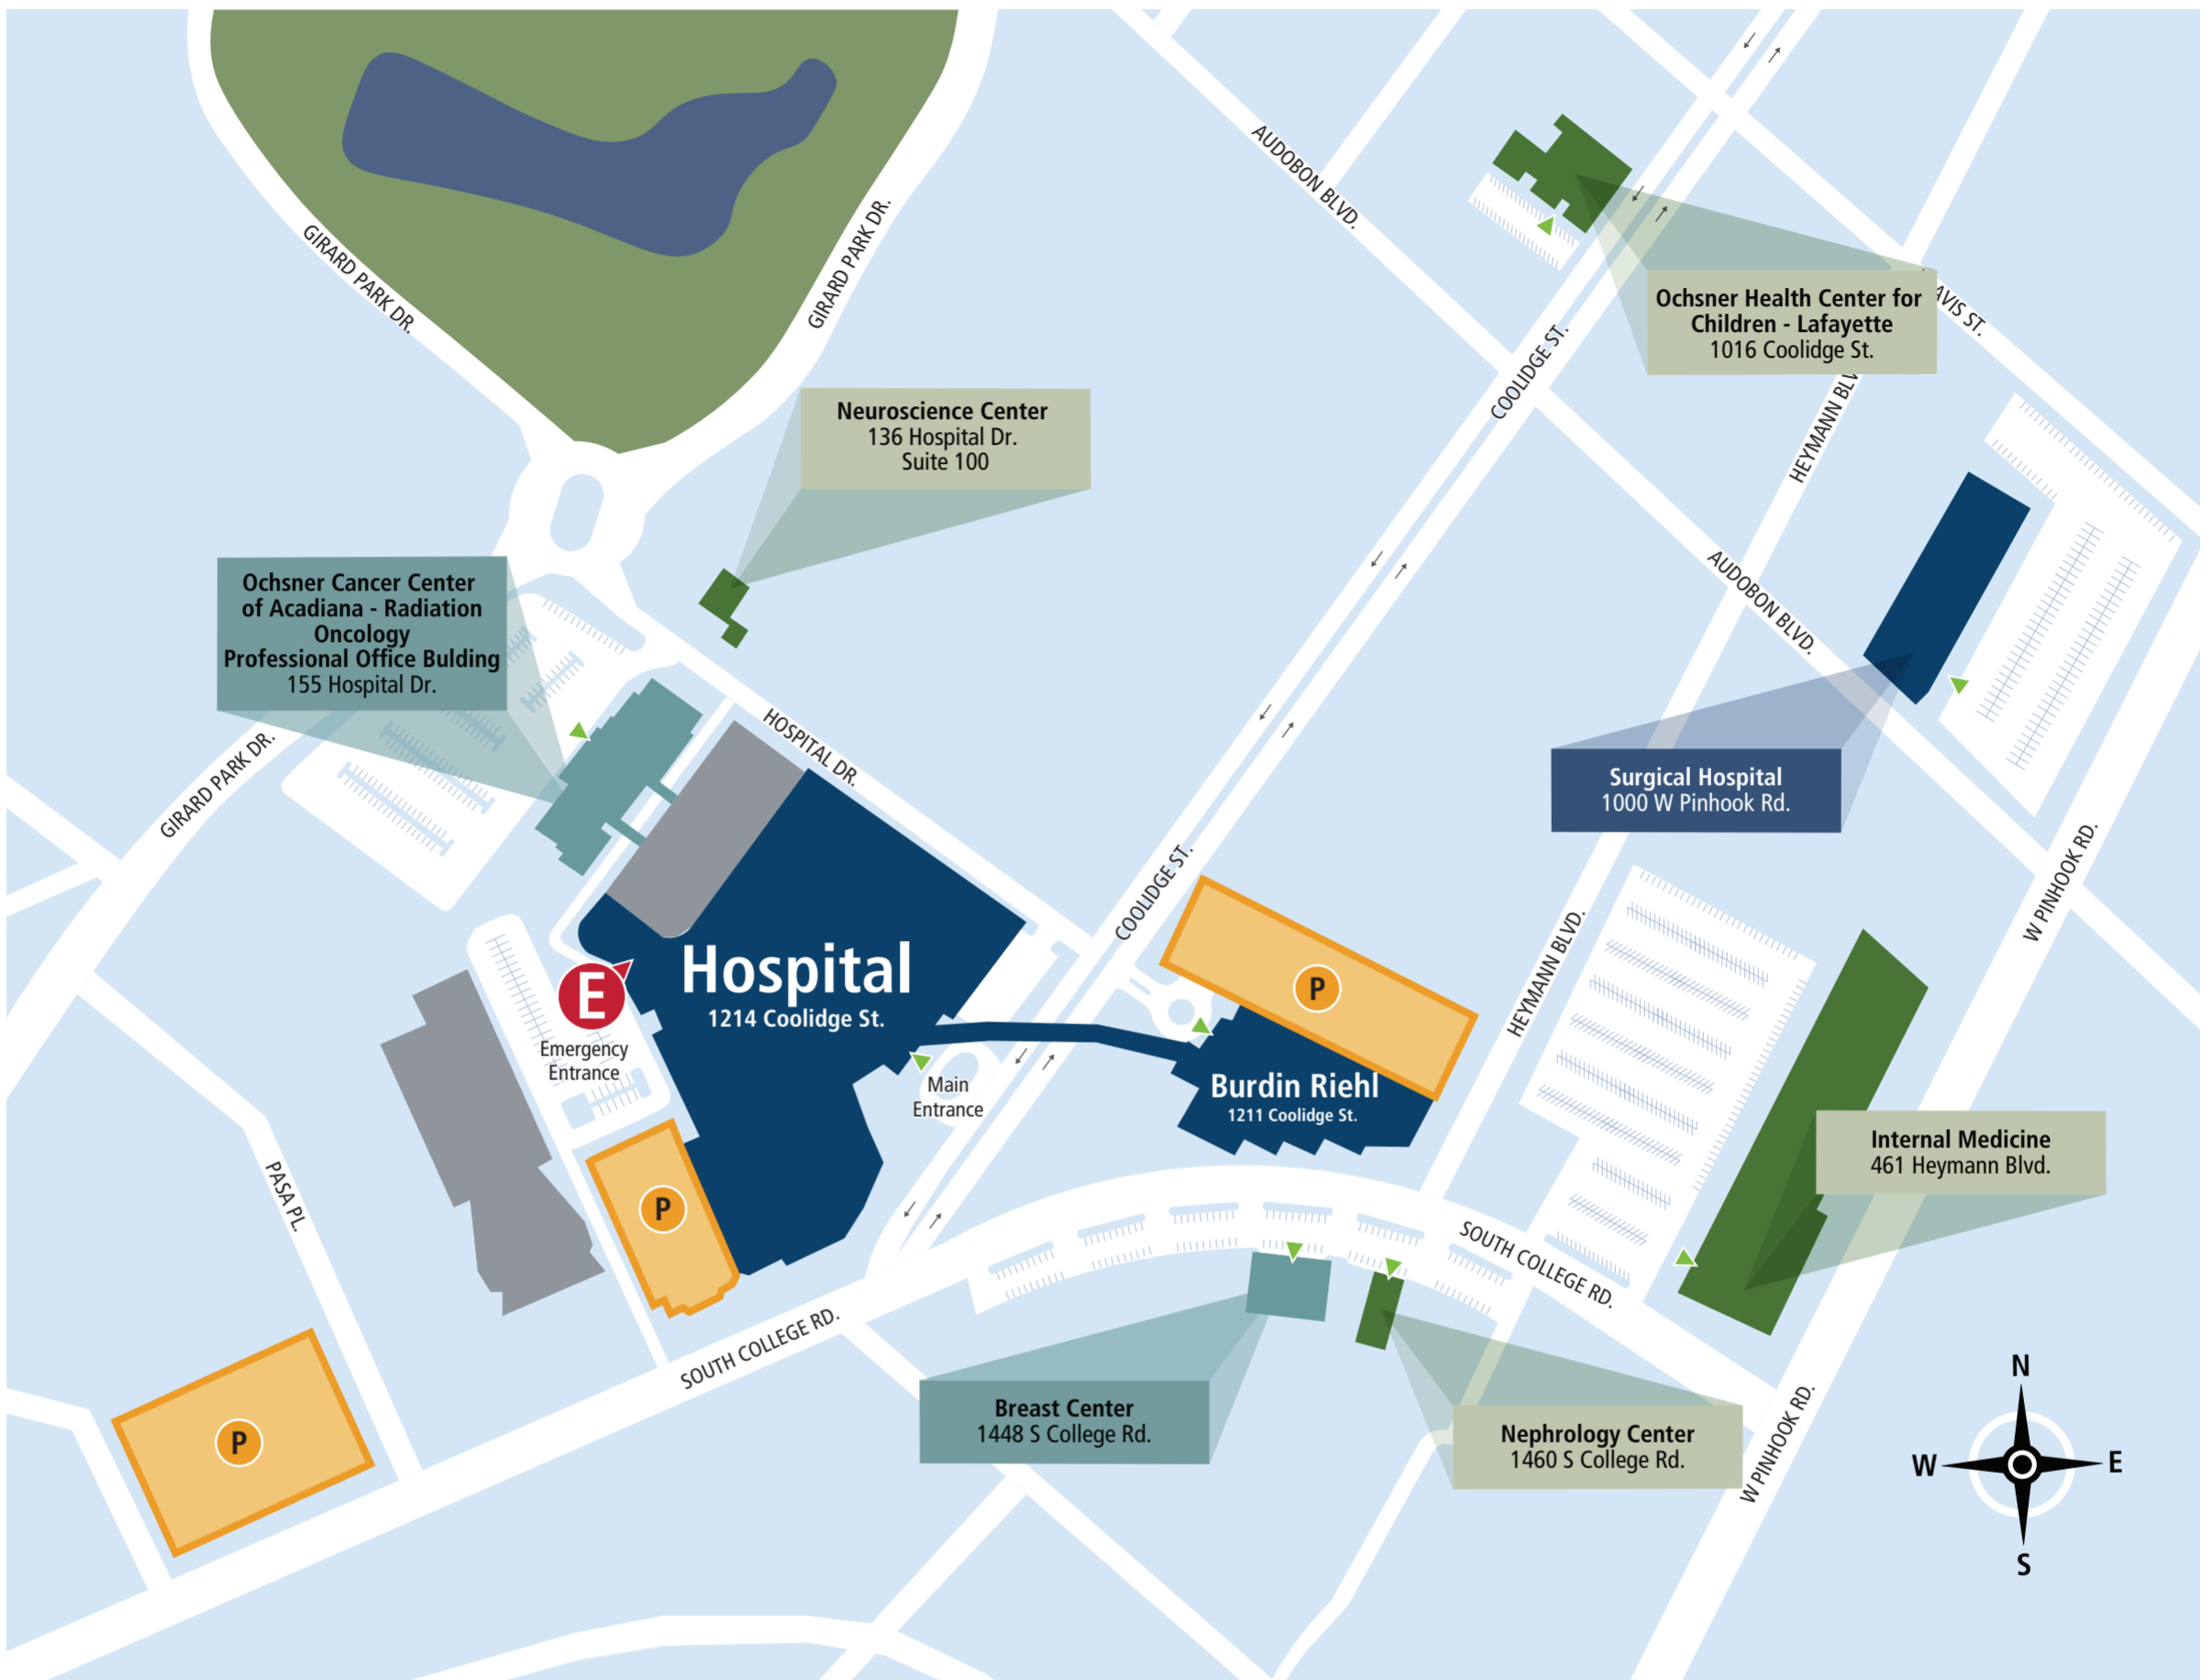 AUDOBON BLVD.
GIRARD PARK DR.
GIRARD PARK DR.
Ochsner Health Center for
Children - Lafayette
1016 Coolidge St.
AVIS ST.
COOLIDGE ST.
HEYMANN BLV
Neuroscience Center
136 Hospital Dr.
Suite 100
Ochsner Cancer Center
of Acadiana - Radiation
Oncology
Professional Office Bulding
155 Hospital Dr.
AUDOBON BLVD.
HOSPITAL DR.
GIRARD PARK DR.
Surgical Hospital
1000 W Pinhook Rd.
COOLIDGE ST.
W PINHOOK RD.
HEYMANN BLVD.
Hospital
1214 Coolidge St.
E
Emergency
Entrance
P
Main
Entrance
Burdin Riehl
1211 Coolidge St.
Internal Medicine
461 Heymann Blvd.
PASA PL.
P
SOUTH COLLEGE RD.
SOUTH COLLEGE RD.
Breast Center
1448 S College Rd.
Nephrology Center
1460 S College Rd.
W PINHOOK RD.
P
N
W
E
S